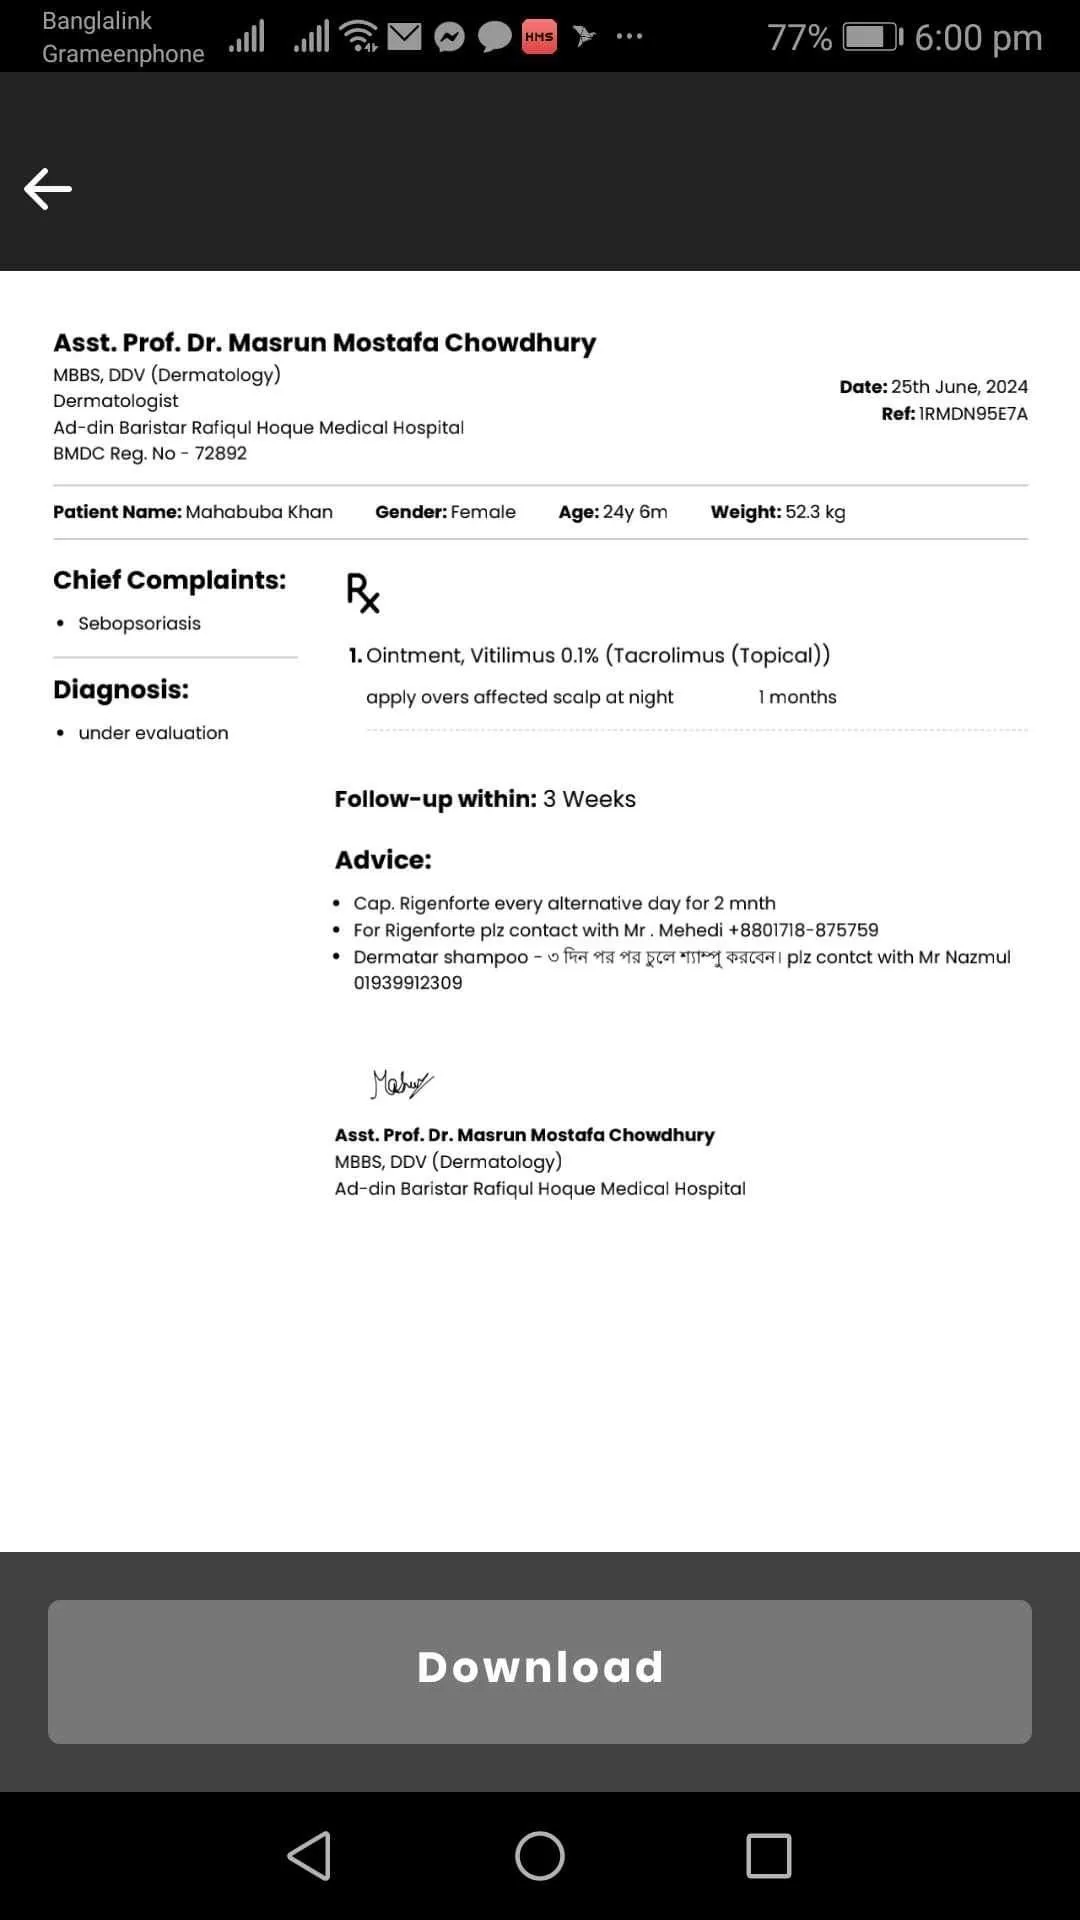 Banglalink
Grameenphone
HMS
77%
6:00 pm
Asst. Prof. Dr. Masrun Mostafa Chowdhury
MBBS, DDV (Dermatology)
Dermatologist
Ad-din Baristar Rafiqul Hoque Medical Hospital
BMDC Reg. No - 72892
Date: 25th June, 2024
Ref: 1RMDN95E7A
Patient Name: Mahabuba Khan Gender: Female Age: 24y 6m Weight: 52.3 kg
Chief Complaints:
• Sebopsoriasis
Diagnosis:
• under evaluation
Rx
1. Ointment, Vitilimus 0.1% (Tacrolimus (Topical))
apply overs affected scalp at night 1 months
Follow-up within: 3 Weeks
Advice:
• Cap. Rigenforte every alternative day for 2 mnth
• For Rigenforte plz contact with Mr . Mehedi +8801718-875759
• Dermatar shampoo - ৩ দিন পর পর চুলে শ্যাম্পু করবেন। plz contct with Mr Nazmul
01939912309
Asst. Prof. Dr. Masrun Mostafa Chowdhury
MBBS, DDV (Dermatology)
Ad-din Baristar Rafiqul Hoque Medical Hospital
Download